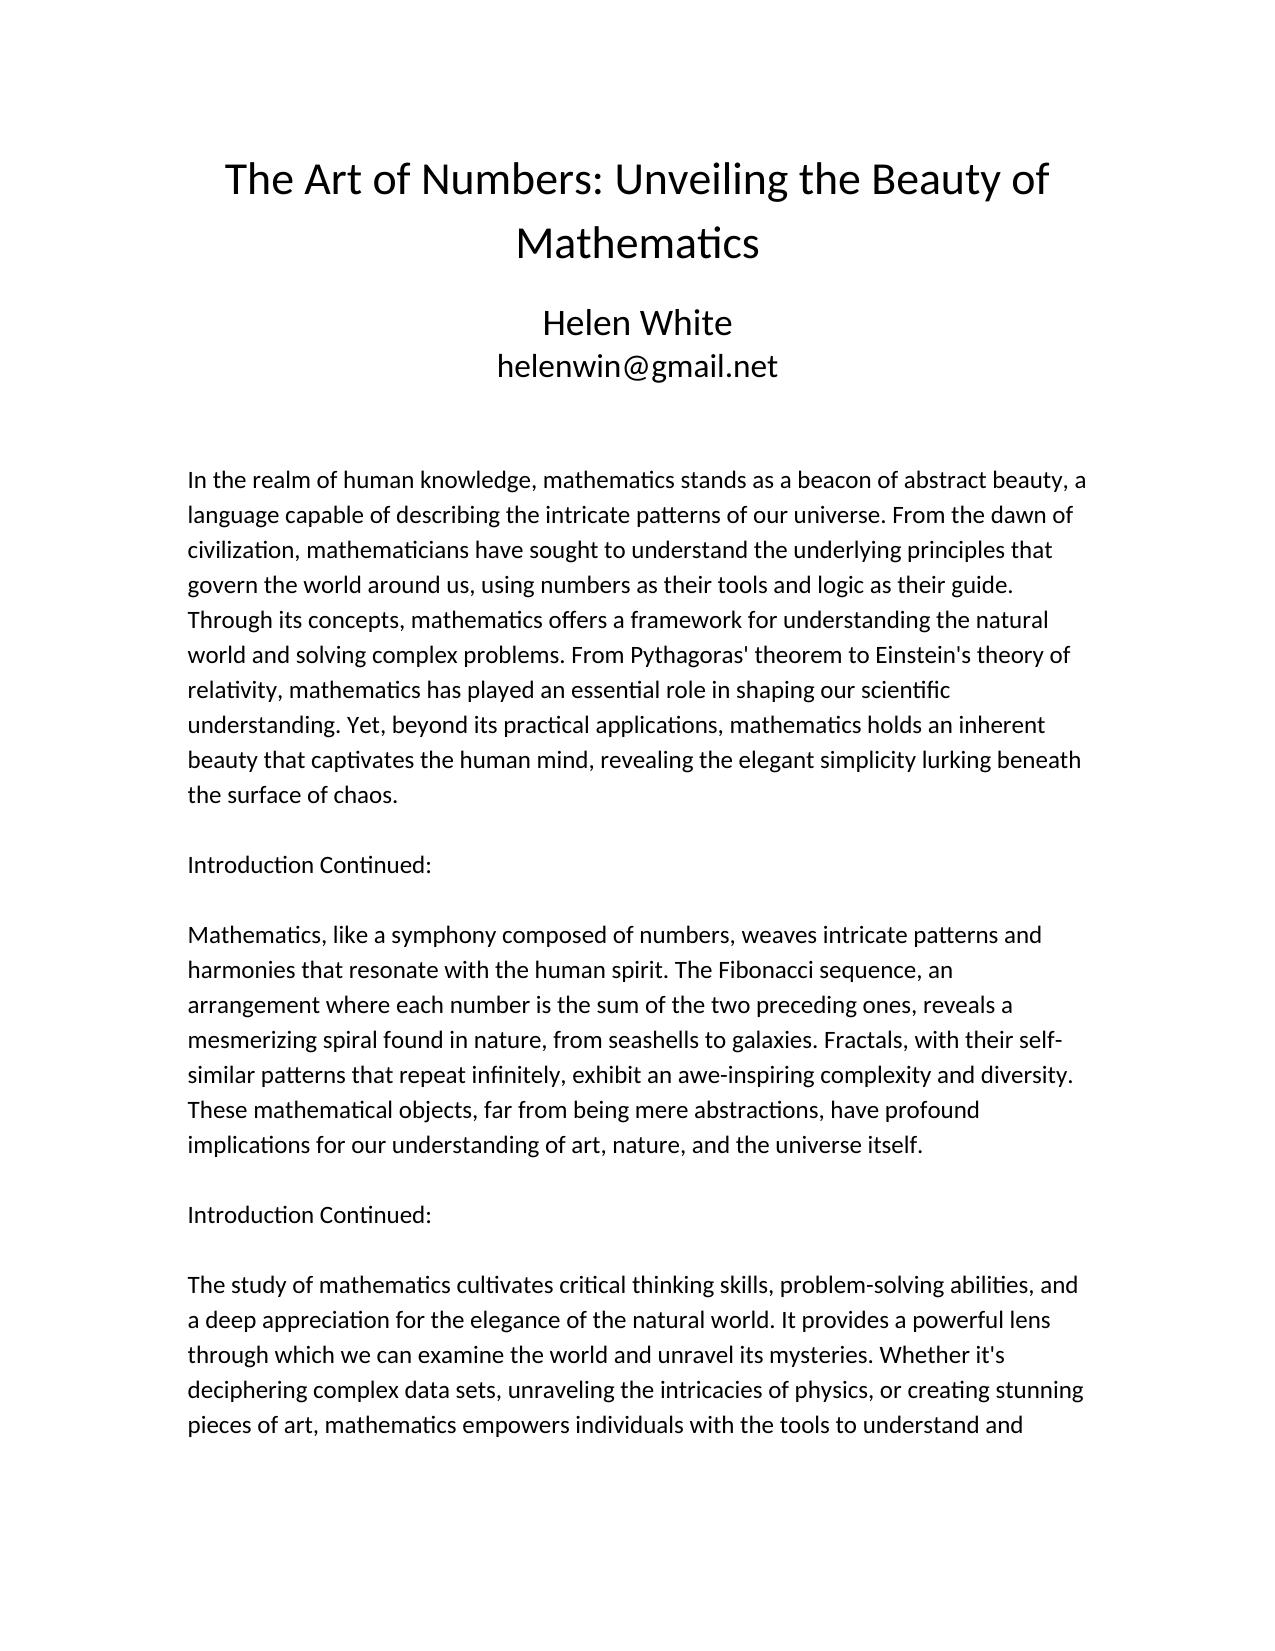 The Art of Numbers: Unveiling the Beauty of
Mathematics
Helen White
helenwin@gmail.net
In the realm of human knowledge, mathematics stands as a beacon of abstract beauty, a
language capable of describing the intricate patterns of our universe. From the dawn of
civilization, mathematicians have sought to understand the underlying principles that
govern the world around us, using numbers as their tools and logic as their guide.
Through its concepts, mathematics offers a framework for understanding the natural
world and solving complex problems. From Pythagoras' theorem to Einstein's theory of
relativity, mathematics has played an essential role in shaping our scientific
understanding. Yet, beyond its practical applications, mathematics holds an inherent
beauty that captivates the human mind, revealing the elegant simplicity lurking beneath
the surface of chaos.
Introduction Continued:
Mathematics, like a symphony composed of numbers, weaves intricate patterns and
harmonies that resonate with the human spirit. The Fibonacci sequence, an
arrangement where each number is the sum of the two preceding ones, reveals a
mesmerizing spiral found in nature, from seashells to galaxies. Fractals, with their self-
similar patterns that repeat infinitely, exhibit an awe-inspiring complexity and diversity.
These mathematical objects, far from being mere abstractions, have profound
implications for our understanding of art, nature, and the universe itself.
Introduction Continued:
The study of mathematics cultivates critical thinking skills, problem-solving abilities, and
a deep appreciation for the elegance of the natural world. It provides a powerful lens
through which we can examine the world and unravel its mysteries. Whether it's
deciphering complex data sets, unraveling the intricacies of physics, or creating stunning
pieces of art, mathematics empowers individuals with the tools to understand and